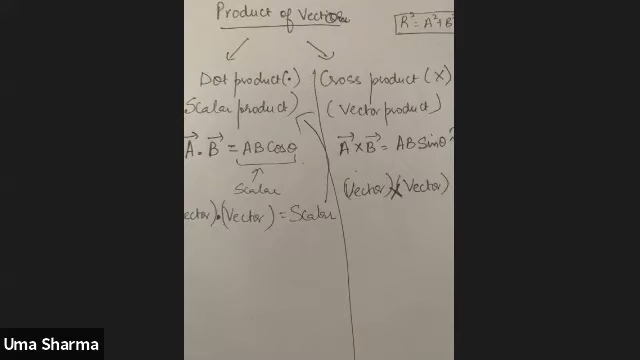 Product of Vectors
R² = A² + B²
Dot product (·)
Scalar product)
A⃗ . B⃗ = AB Cosθ
Scalar
ector).(Vector) = Scalar
Cross product (X)
(Vector product)
A⃗ × B⃗ = AB Sinθ
(Vector) X (Vector)
Uma Sharma